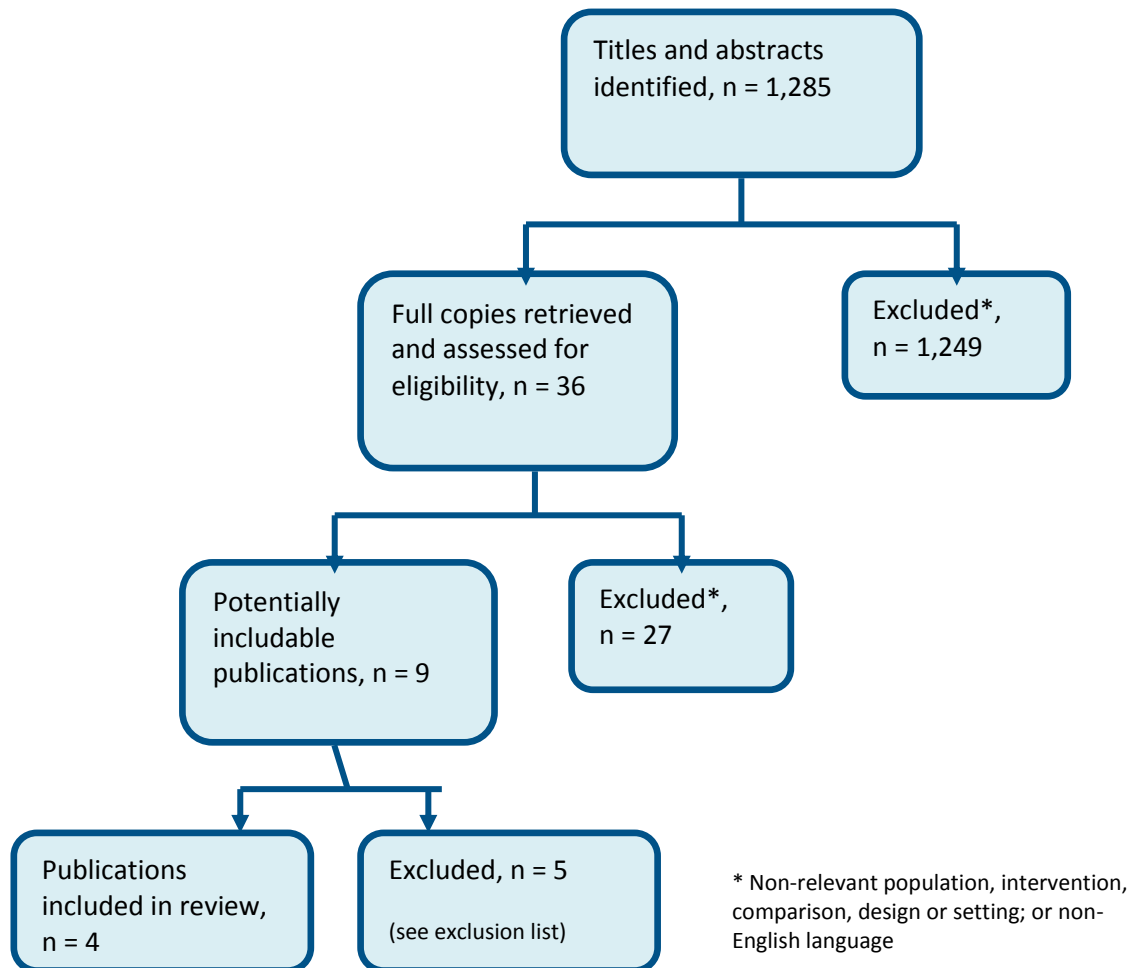 Titles and abstracts
identified, n = 1,285
Full copies retrieved
and assessed for
eligibility, n = 36
Excluded*,
n = 1,249
Potentially
includable
publications, n = 9
Excluded*,
n = 27
Publications
included in review,
n = 4
Excluded, n = 5
(see exclusion list)
* Non-relevant population, intervention,
comparison, design or setting; or non-
English language